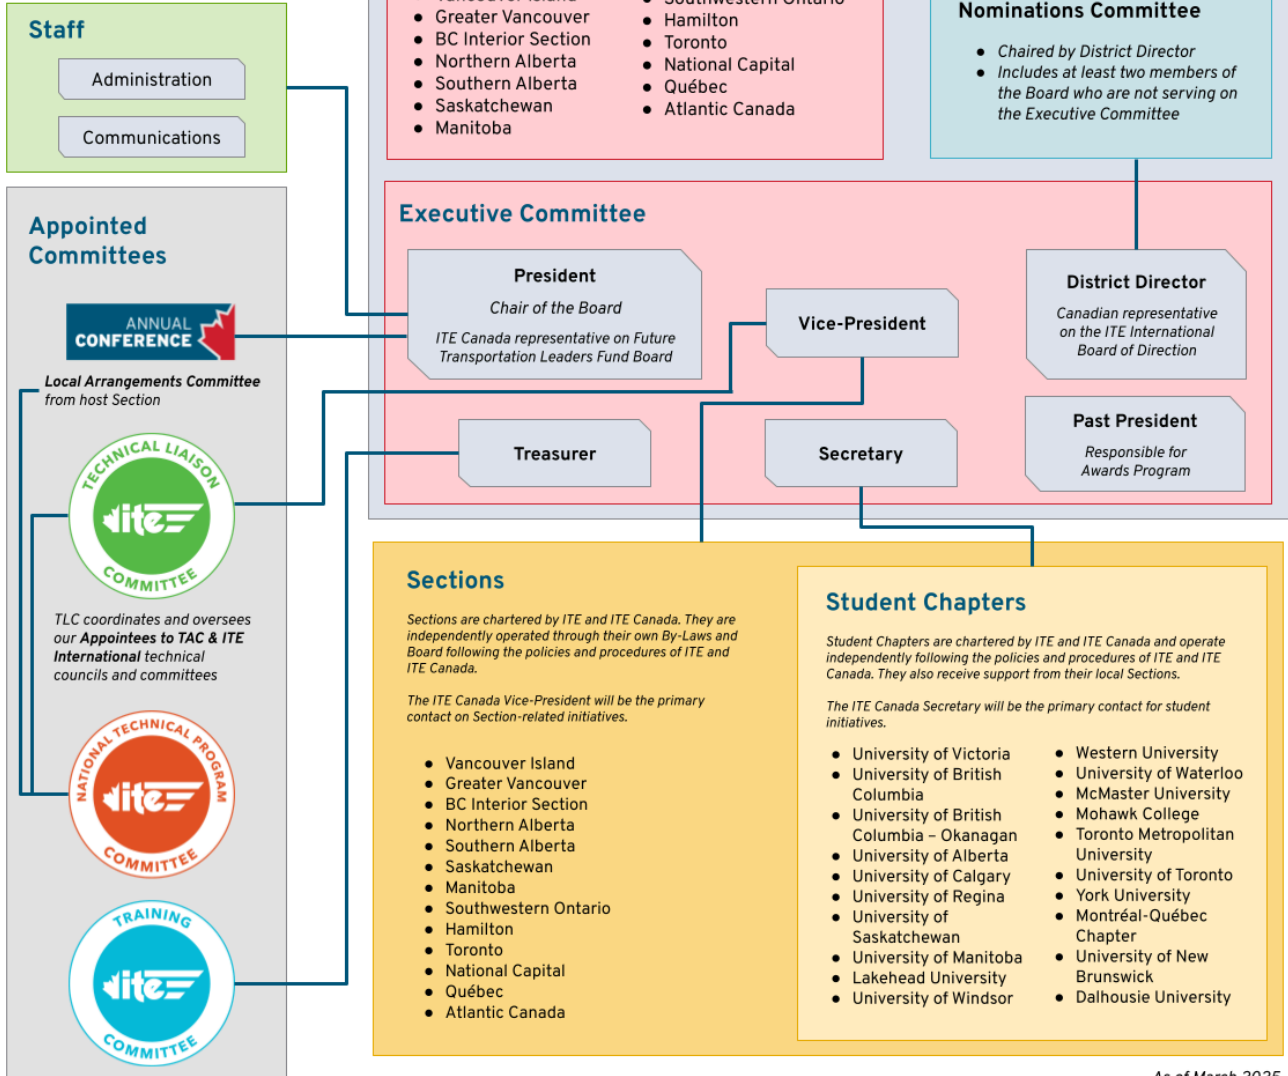 Staff
Administration
Communications
Vancouver Island
Greater Vancouver
BC Interior Section
Northern Alberta
Southern Alberta
Saskatchewan
Manitoba
Southwestern Ontario
Hamilton
Toronto
National Capital
Québec
Atlantic Canada
Nominations Committee
Chaired by District Director
Includes at least two members of
the Board who are not serving on
the Executive Committee
Appointed
Committees
ANNUAL
CONFERENCE
Local Arrangements Committee
from host Section
TECHNICAL LIAISON
ite
COMMITTEE
TLC coordinates and oversees
our Appointees to TAC & ITE
International technical
councils and committees
NATIONAL TECHNICAL PROGRAM
ite
COMMITTEE
TRAINING
ite
COMMITTEE
Executive Committee
President
Chair of the Board
ITE Canada representative on Future
Transportation Leaders Fund Board
Vice-President
District Director
Canadian representative
on the ITE International
Board of Direction
Treasurer
Secretary
Past President
Responsible for
Awards Program
Sections
Sections are chartered by ITE and ITE Canada. They are
independently operated through their own By-Laws and
Board following the policies and procedures of ITE and
ITE Canada.
The ITE Canada Vice-President will be the primary
contact on Section-related initiatives.
Vancouver Island
Greater Vancouver
BC Interior Section
Northern Alberta
Southern Alberta
Saskatchewan
Manitoba
Southwestern Ontario
Hamilton
Toronto
National Capital
Québec
Atlantic Canada
Student Chapters
Student Chapters are chartered by ITE and ITE Canada and operate
independently following the policies and procedures of ITE and ITE
Canada. They also receive support from their local Sections.
The ITE Canada Secretary will be the primary contact for student
initiatives.
University of Victoria
University of British
Columbia
University of British
Columbia – Okanagan
University of Alberta
University of Calgary
University of Regina
University of
Saskatchewan
University of Manitoba
Lakehead University
University of Windsor
Western University
University of Waterloo
McMaster University
Mohawk College
Toronto Metropolitan
University
University of Toronto
York University
Montréal-Québec
Chapter
University of New
Brunswick
Dalhousie University
As of March 2025